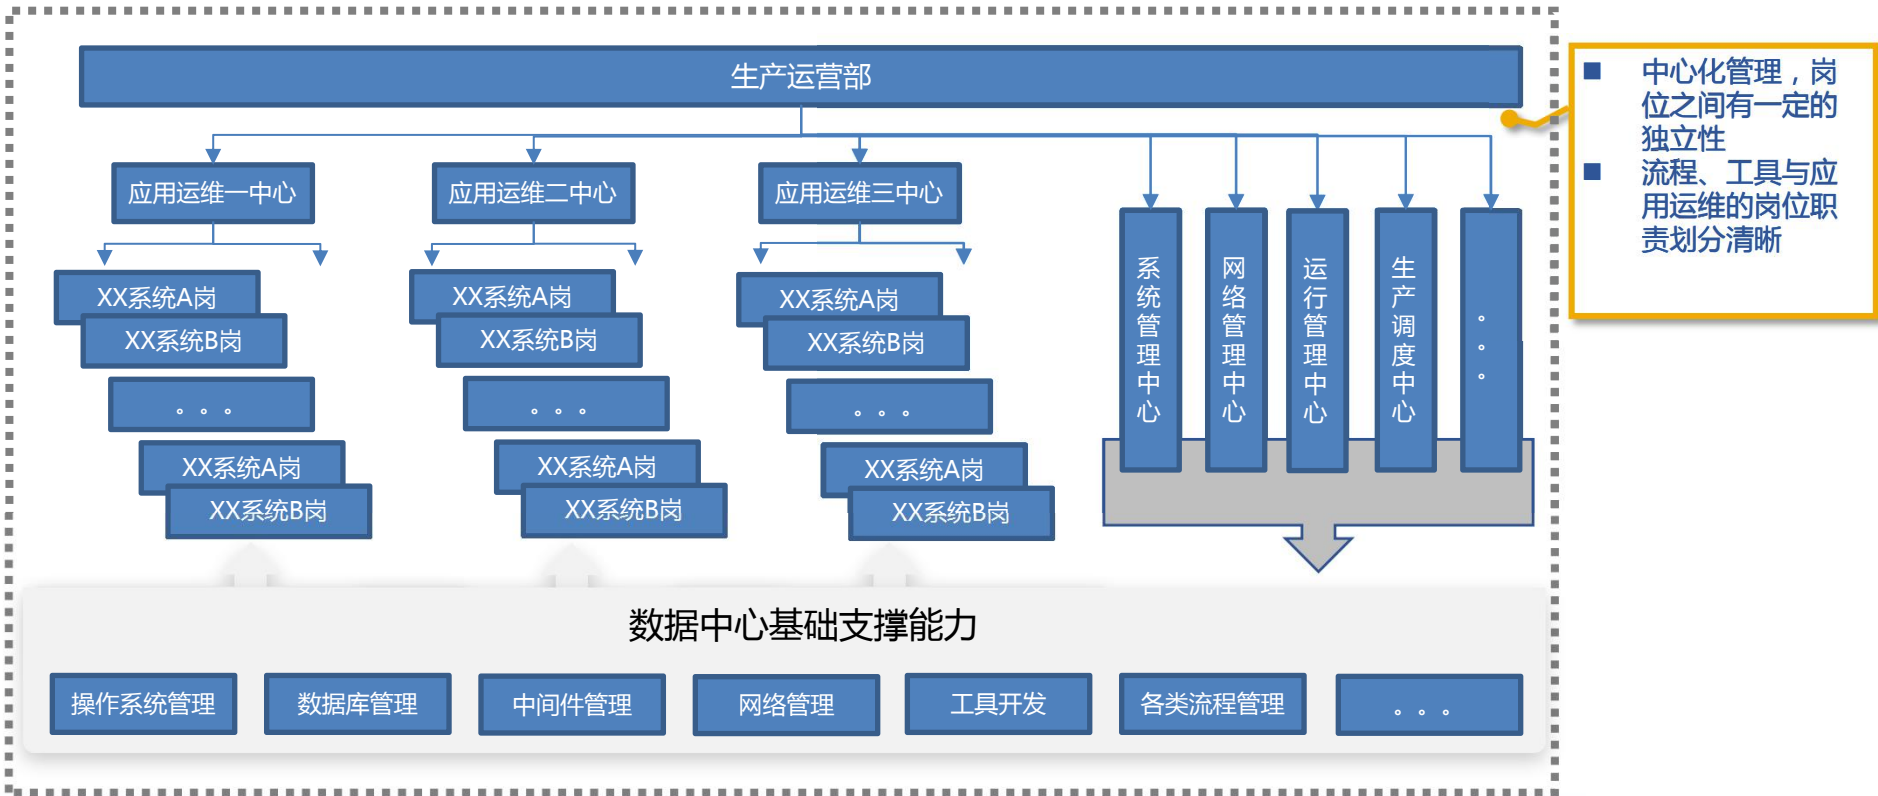 生产运营部
中心化管理，岗
位之间有一定的
独立性
流程、工具与应
用运维的岗位职
责划分清晰
应用运维一中心
应用运维二中心
应用运维三中心
XX系统A岗
XX系统B岗
。。。
XX系统A岗
XX系统B岗
XX系统A岗
XX系统B岗
。。。
XX系统A岗
XX系统B岗
XX系统A岗
XX系统B岗
。。。
XX系统A岗
XX系统B岗
系统管理中心
网络管理中心
运行管理中心
生产调度中心
。。。
数据中心基础支撑能力
操作系统管理
数据库管理
中间件管理
网络管理
工具开发
各类流程管理
。。。